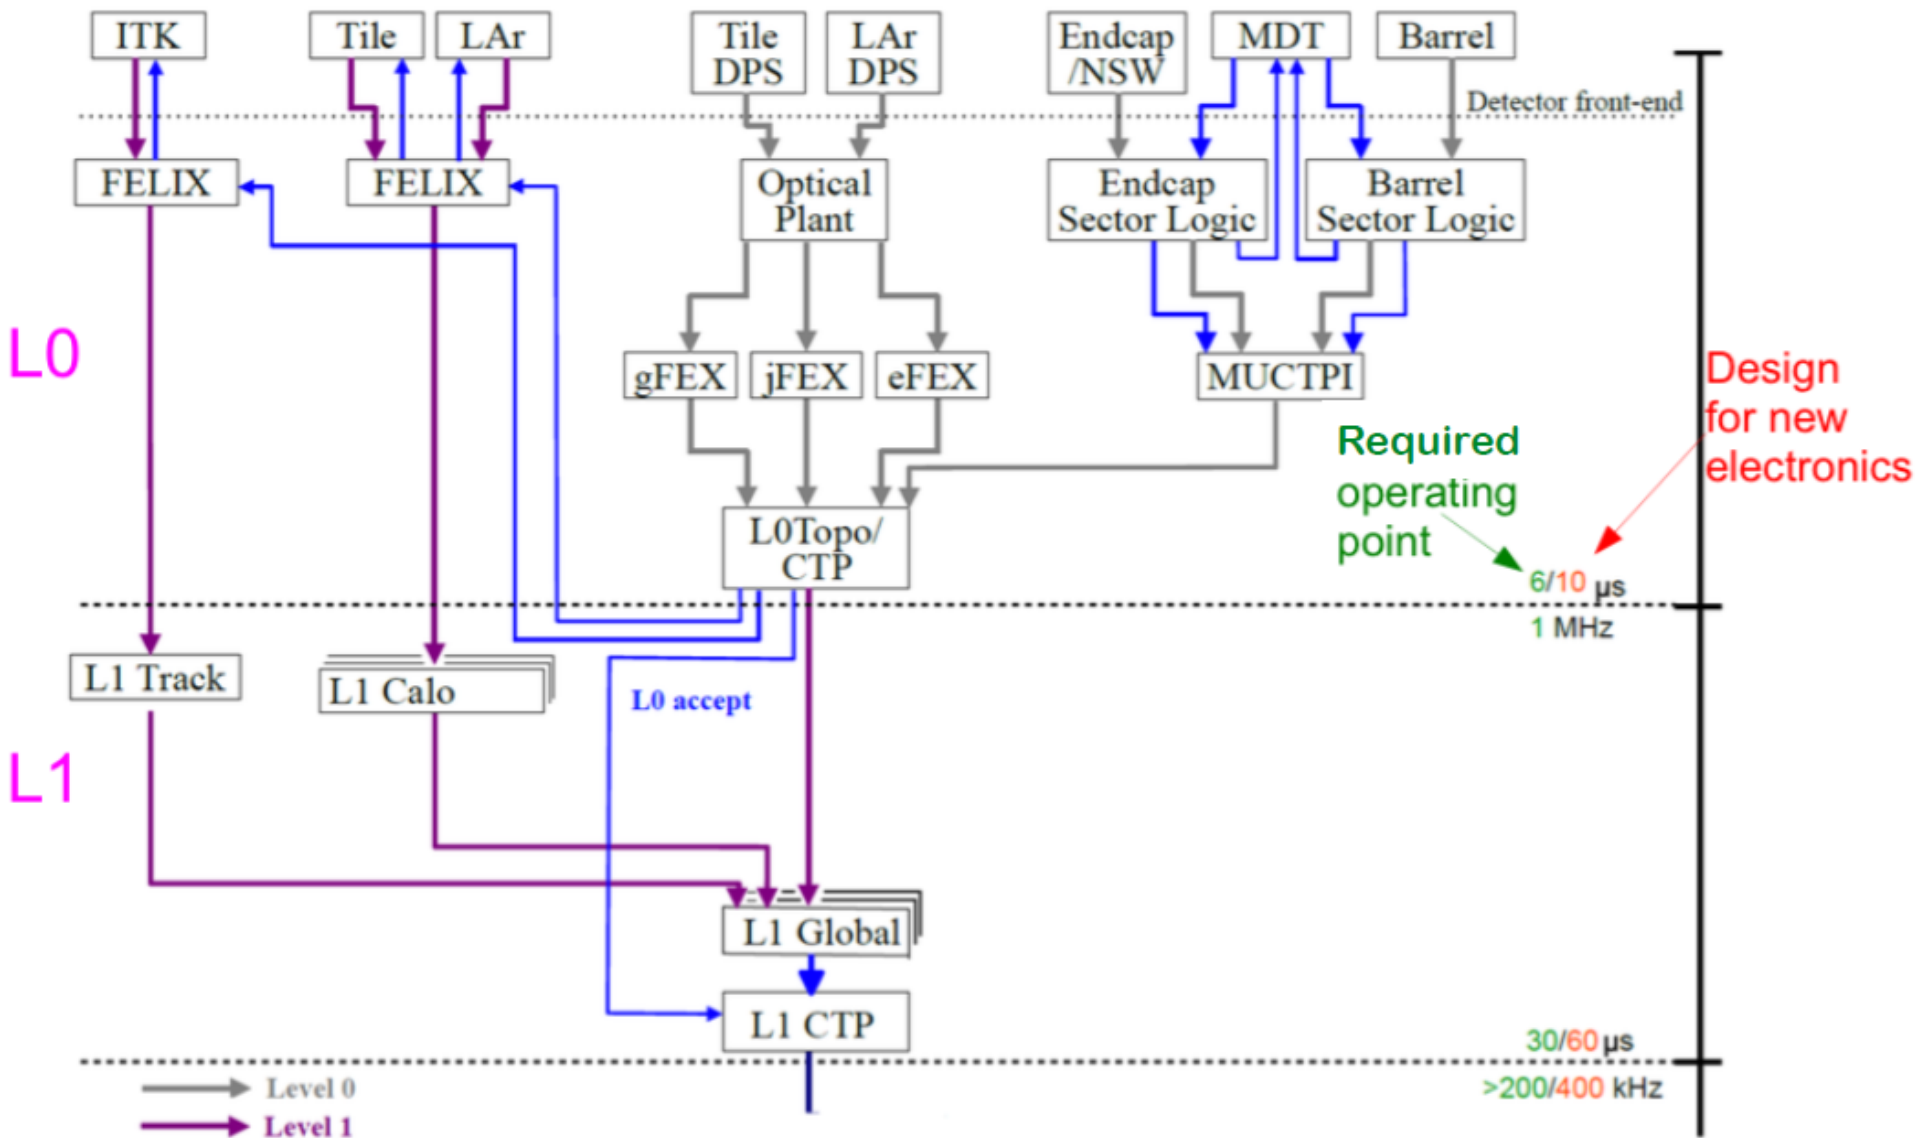 ITK
Tile
LAr
Tile
DPS
LAr
DPS
Endcap
/NSW
MDT
Barrel
Detector front-end
FELIX
FELIX
Optical
Plant
Endcap
Sector Logic
Barrel
Sector Logic
L0
gFEX
jFEX
eFEX
MUCTPI
Design
for new
electronics
Required
operating
point
L0Topo/
CTP
6/10 µs
1 MHz
L1 Track
L1 Calo
L0 accept
L1
L1 Global
L1 CTP
30/60 µs
>200/400 kHz
Level 0
Level 1